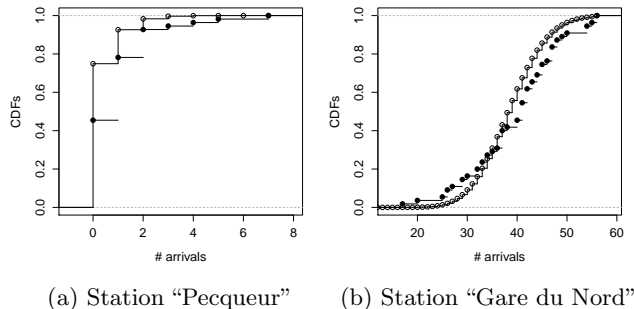 1.0
0.8
0.6
0.4
0.2
0.0
CDFs
0 2 4 6 8
# arrivals
(a) Station “Pecqueur”
1.0
0.8
0.6
0.4
0.2
0.0
CDFs
20 30 40 50 60
# arrivals
(b) Station “Gare du Nord”